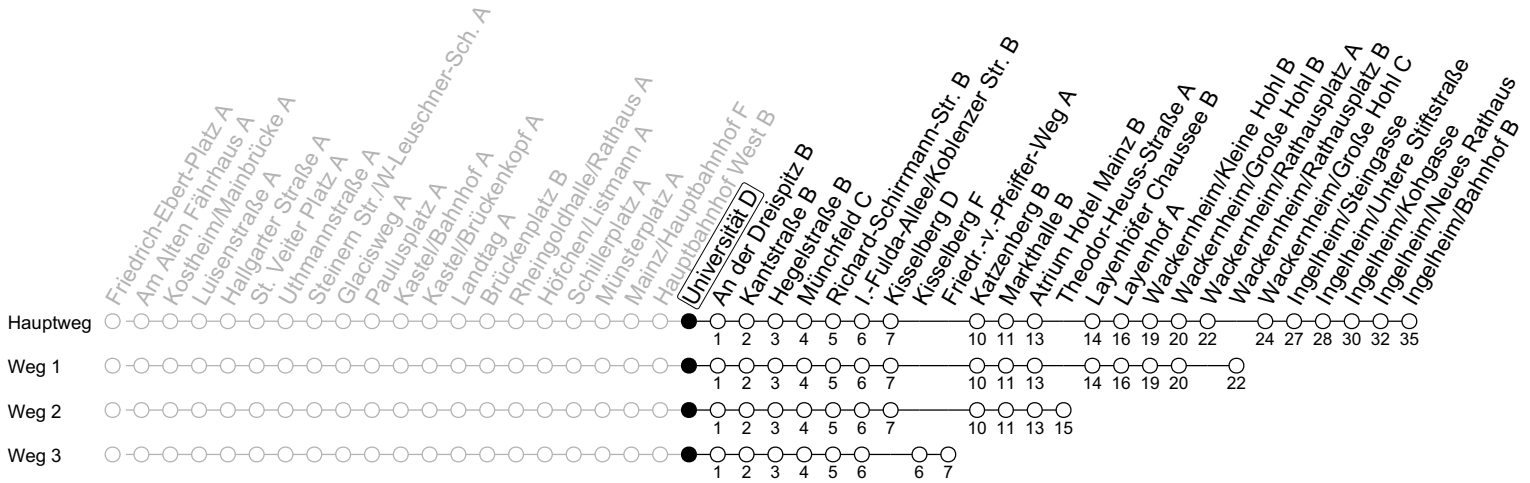 Friedrich-Ebert-Platz A
Am Alten Fährhaus A
Kostheim/Mainbrücke A
Luisenstraße A
Hallgarter Straße A
St. Veiter Platz A
Uthmannstraße A
Steinern Str./W-Leuschner-Sch. A
Glacisweg A
Paulusplatz A
Kastel/Bahnhof A
Kastel/Brückenkopf A
Landtag A
Brückenplatz B
Rheingoldhalle/Rathaus A
Höfchen/Listmann A
Schillerplatz A
Münsterplatz A
Mainz/Hauptbahnhof F
Hauptbahnhof West B
Universität D
An der Dreispitz B
Kantstraße B
Hegelstraße B
Münchfeld C
Richard-Schirrmann-Str. B
I.-Fulda-Allee/Koblenzer Str. B
Kisselberg D
Kisselberg F
Friedr.-v.-Pfeiffer-Weg A
Katzenberg B
Markthalle B
Atrium Hotel Mainz B
Theodor-Heuss-Straße A
Layenhöfer Chaussee B
Layenhof A
Wackernheim/Kleine Hohl B
Wackernheim/Große Hohl B
Wackernheim/Rathausplatz A
Wackernheim/Rathausplatz B
Wackernheim/Große Hohl C
Ingelheim/Steingasse
Ingelheim/Untere Stiftstraße
Ingelheim/Kohgasse
Ingelheim/Neues Rathaus
Ingelheim/Bahnhof B
Hauptweg
1 2 3 4 5 6 7 10 11 13 14 16 19 20 22 24 27 28 30 32 35
Weg 1
1 2 3 4 5 6 7 10 11 13 14 16 19 20 22
Weg 2
1 2 3 4 5 6 7 10 11 13 15
Weg 3
1 2 3 4 5 6 6 7